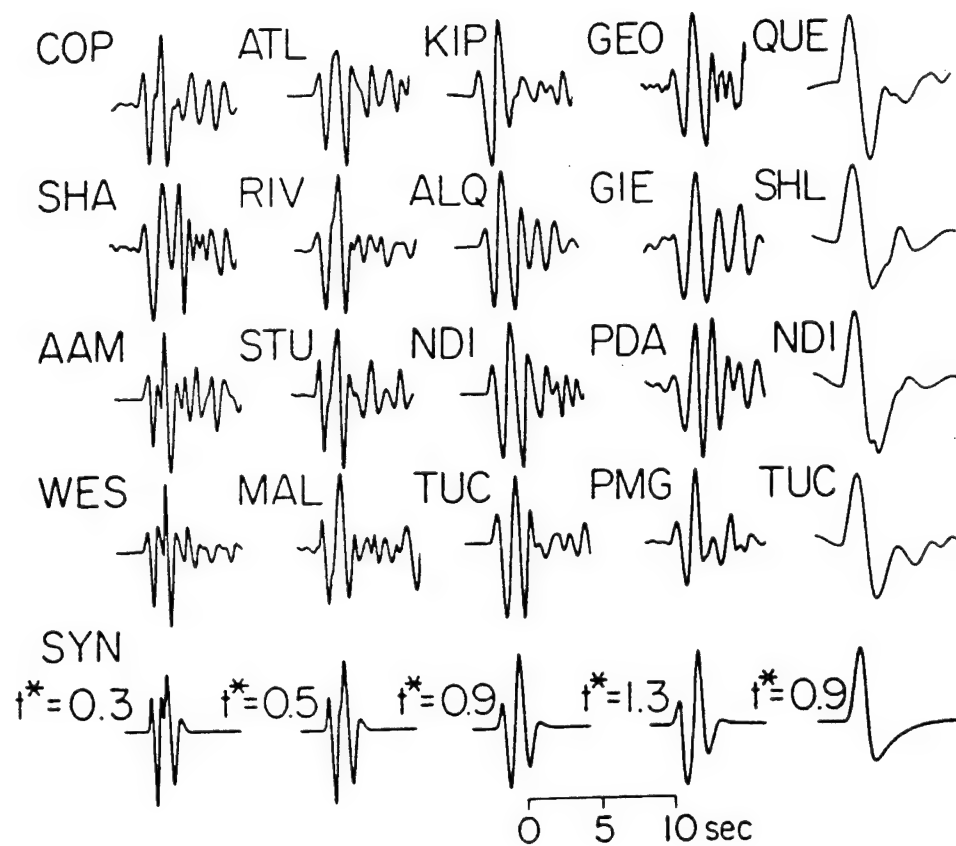 COP ATL KIP GEO QUE
SHA RIV ALQ GIE SHL
AAM STU NDI PDA NDI
WES MAL TUC PMG TUC
SYN
t*=0.3 t*=0.5 t*=0.9 t*=1.3 t*=0.9
0 5 10 sec